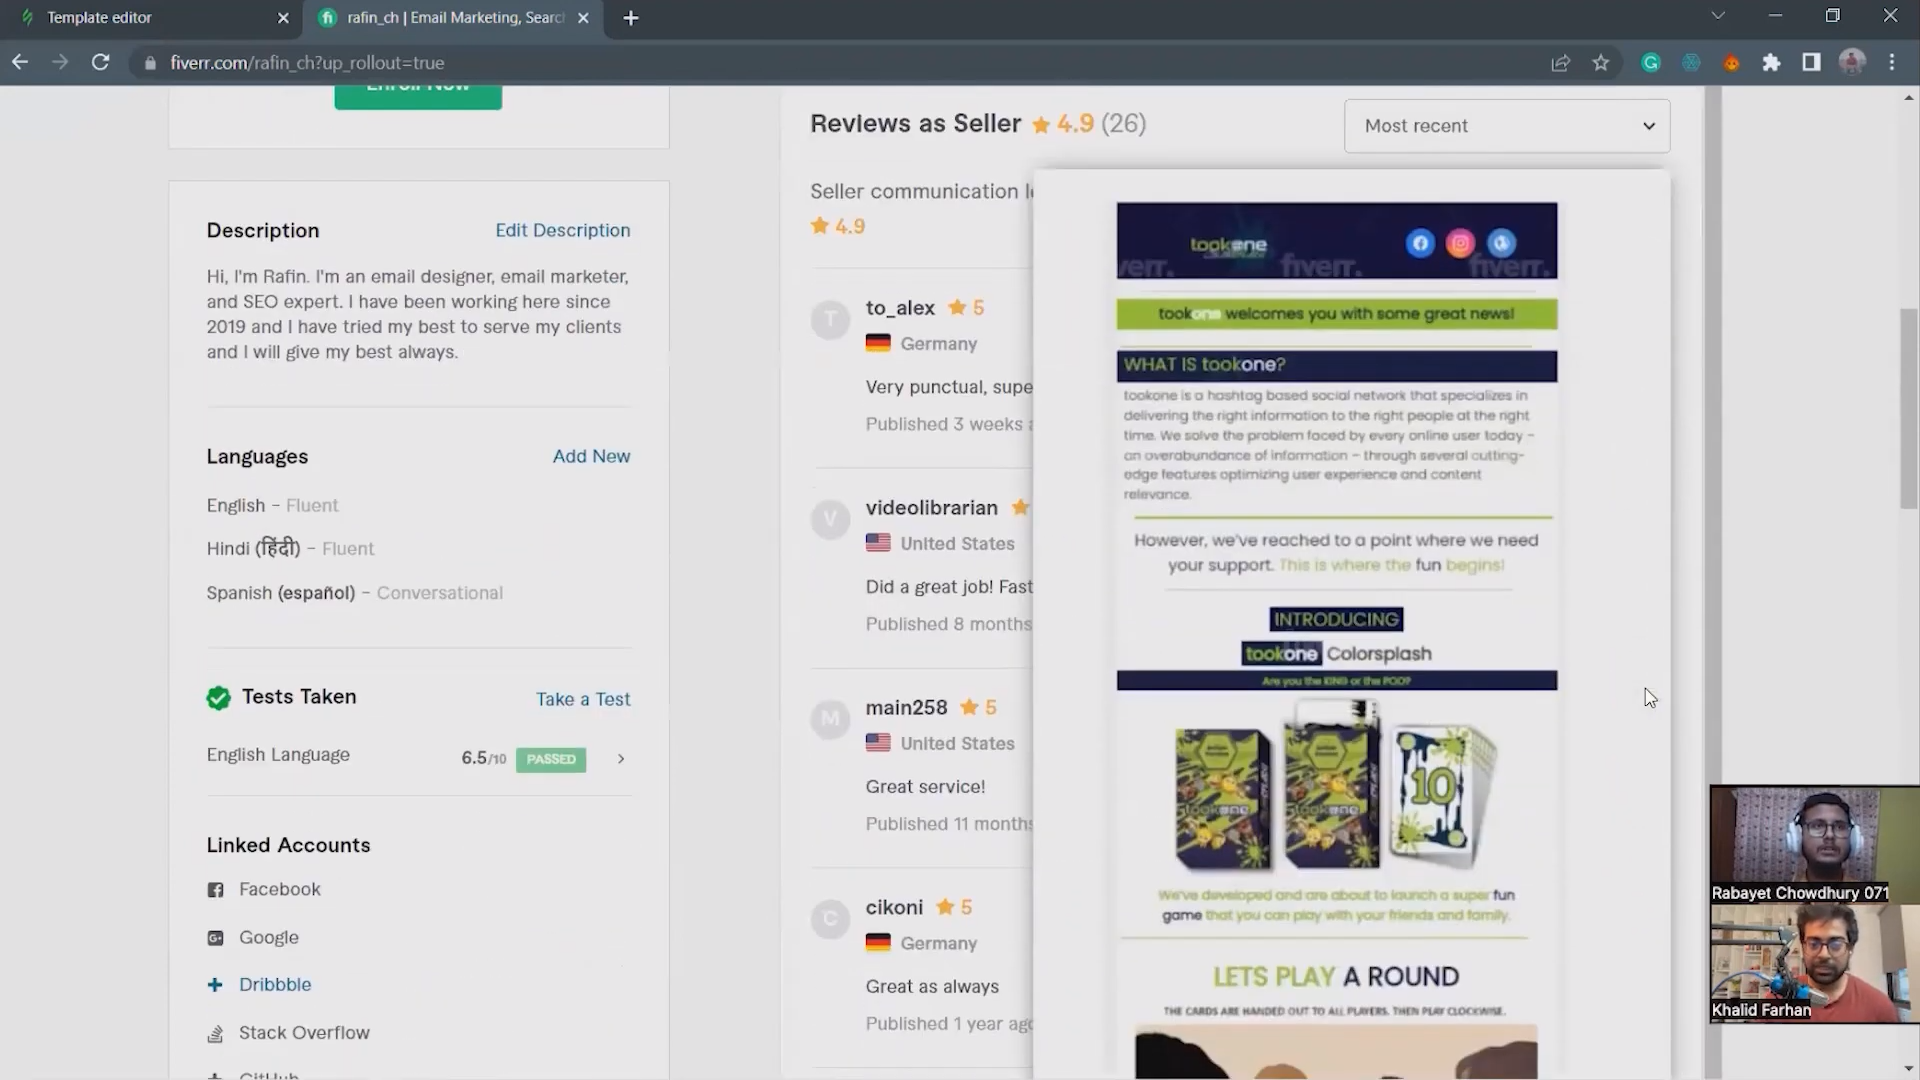 Template editor
rafin_ch | Email Marketing, Searc
fiverr.com/rafin_ch?up_rollout=true
Enroll Now
Description
Edit Description
Hi, I'm Rafin. I'm an email designer, email marketer,
and SEO expert. I have been working here since
2019 and I have tried my best to serve my clients
and I will give my best always.
Languages
Add New
English - Fluent
Hindi (हिंदी) - Fluent
Spanish (español) - Conversational
Tests Taken
Take a Test
English Language
6.5/10 PASSED
Linked Accounts
Facebook
Google
Dribbble
Stack Overflow
GitHub
Reviews as Seller 4.9 (26)
Most recent
Seller communication l
4.9
T
to_alex 5
Germany
Very punctual, supe
Published 3 weeks a
V
videolibrarian
United States
Did a great job! Fast
Published 8 months
M
main258 5
United States
Great service!
Published 11 months
C
cikoni 5
Germany
Great as always
Published 1 year ago
tookone
verr. fiverr. fiverr.
tookone welcomes you with some great news!
WHAT IS tookone?
tookone is a hashtag based social network that specializes in
delivering the right information to the right people at the right
time. We solve the problem faced by every online user today –
an overabundance of information – through several cutting-
edge features optimizing user experience and content
relevance.
However, we've reached to a point where we need
your support. This is where the fun begins!
INTRODUCING
tookone Colorsplash
Are you the KING or the POO?
tookone
tookone
10
We've developed and are about to launch a super fun
game that you can play with your friends and family.
LETS PLAY A ROUND
THE CARDS ARE HANDED OUT TO ALL PLAYERS. THEN PLAY CLOCKWISE.
Rabayet Chowdhury 071
Khalid Farhan